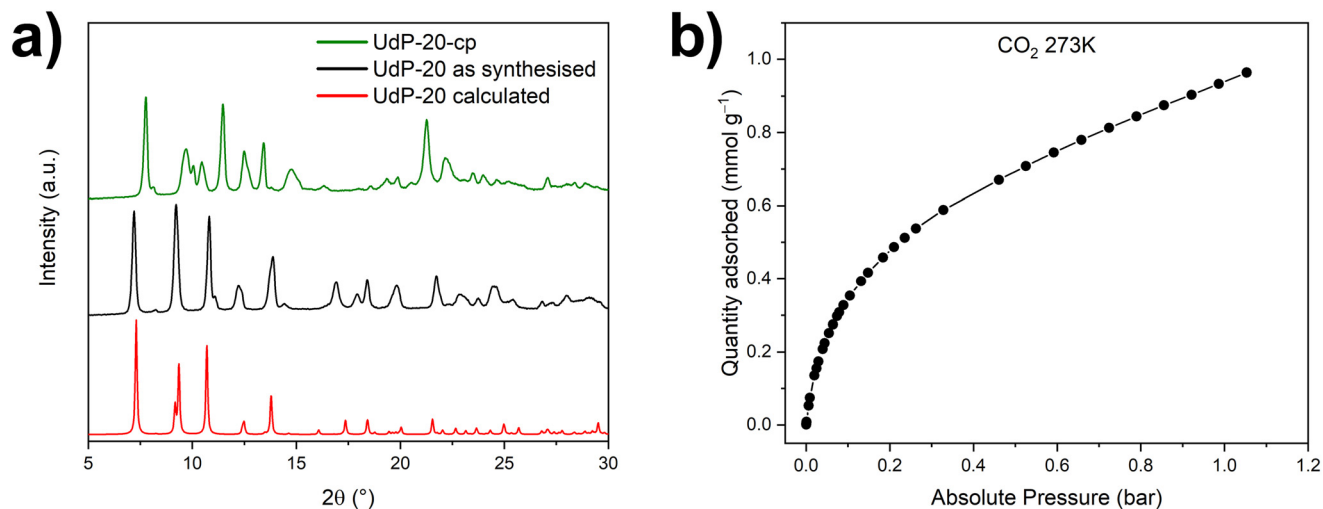 a)
UdP-20-cp
UdP-20 as synthesised
UdP-20 calculated
Intensity (a.u.)
5 10 15 20 25 30
2θ (°)
b)
CO₂ 273K
Quantity adsorbed (mmol g⁻¹)
1.0
0.8
0.6
0.4
0.2
0.0
0.0 0.2 0.4 0.6 0.8 1.0 1.2
Absolute Pressure (bar)